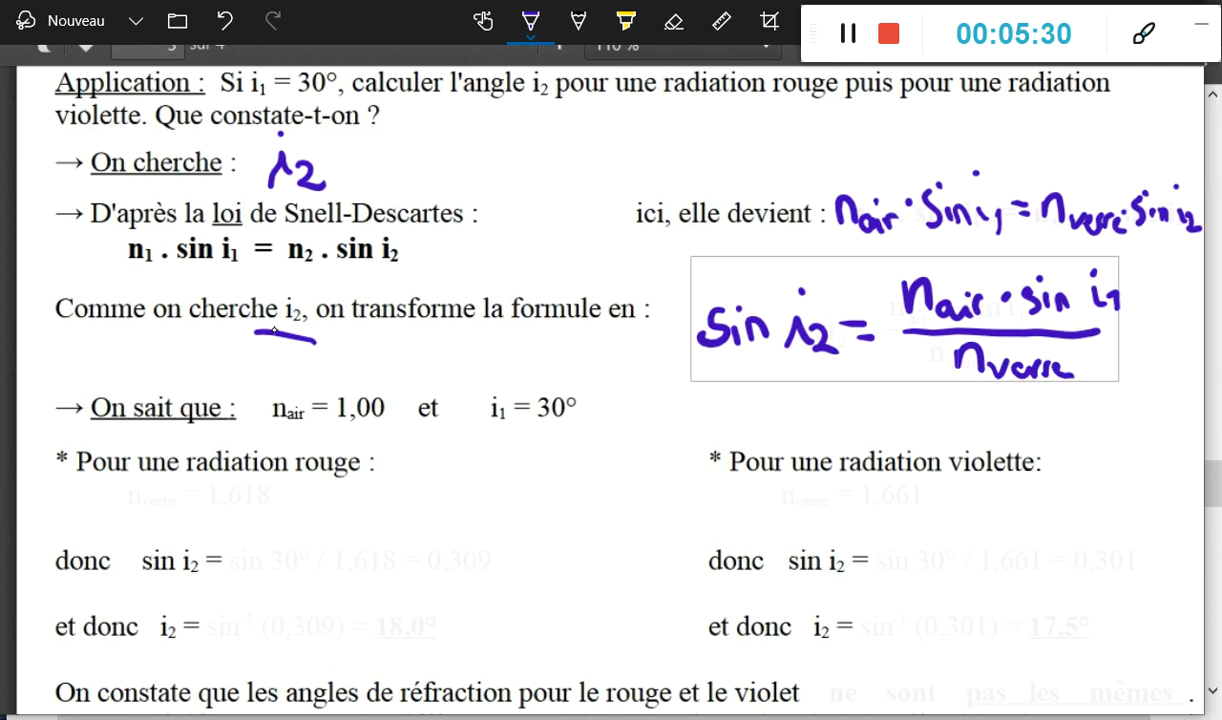 Nouveau
00:05:30
3 sur 4 110 %
Application : Si i₁ = 30°, calculer l'angle i₂ pour une radiation rouge puis pour une radiation
violette. Que constate-t-on ?
→ On cherche : i2
→ D'après la loi de Snell-Descartes : ici, elle devient : nair . sin i1 = nverre . sin i2
n₁ . sin i₁ = n₂ . sin i₂
Comme on cherche i₂, on transforme la formule en : sin i2 = nair . sin i1 / nverre
→ On sait que : nair = 1,00 et i₁ = 30°
* Pour une radiation rouge : * Pour une radiation violette:
nverre = 1,618 nverre = 1,661
donc sin i₂ = sin 30° / 1,618 = 0,309 donc sin i₂ = sin 30° / 1,661 = 0,301
et donc i₂ = sin⁻¹ (0,309) ≈ 18,0° et donc i₂ = sin⁻¹ (0,301) ≈ 17,5°
On constate que les angles de réfraction pour le rouge et le violet ne sont pas les mêmes .